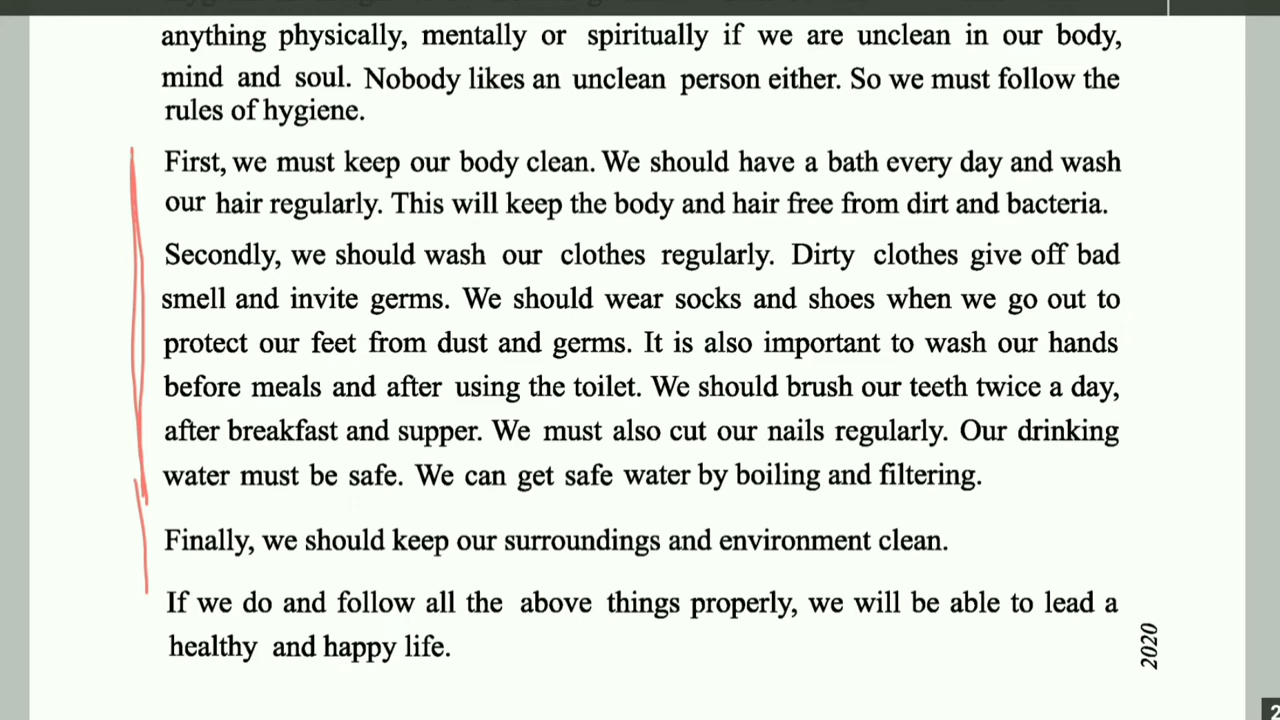 anything physically, mentally or spiritually if we are unclean in our body,
mind and soul. Nobody likes an unclean person either. So we must follow the
rules of hygiene.
First, we must keep our body clean. We should have a bath every day and wash
our hair regularly. This will keep the body and hair free from dirt and bacteria.
Secondly, we should wash our clothes regularly. Dirty clothes give off bad
smell and invite germs. We should wear socks and shoes when we go out to
protect our feet from dust and germs. It is also important to wash our hands
before meals and after using the toilet. We should brush our teeth twice a day,
after breakfast and supper. We must also cut our nails regularly. Our drinking
water must be safe. We can get safe water by boiling and filtering.
Finally, we should keep our surroundings and environment clean.
If we do and follow all the above things properly, we will be able to lead a
healthy and happy life.
2020